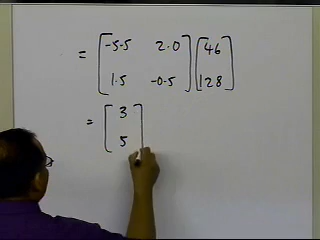 = [-5.5 2.0] [46]
[1.5 -0.5] [128]
= [3]
[5]